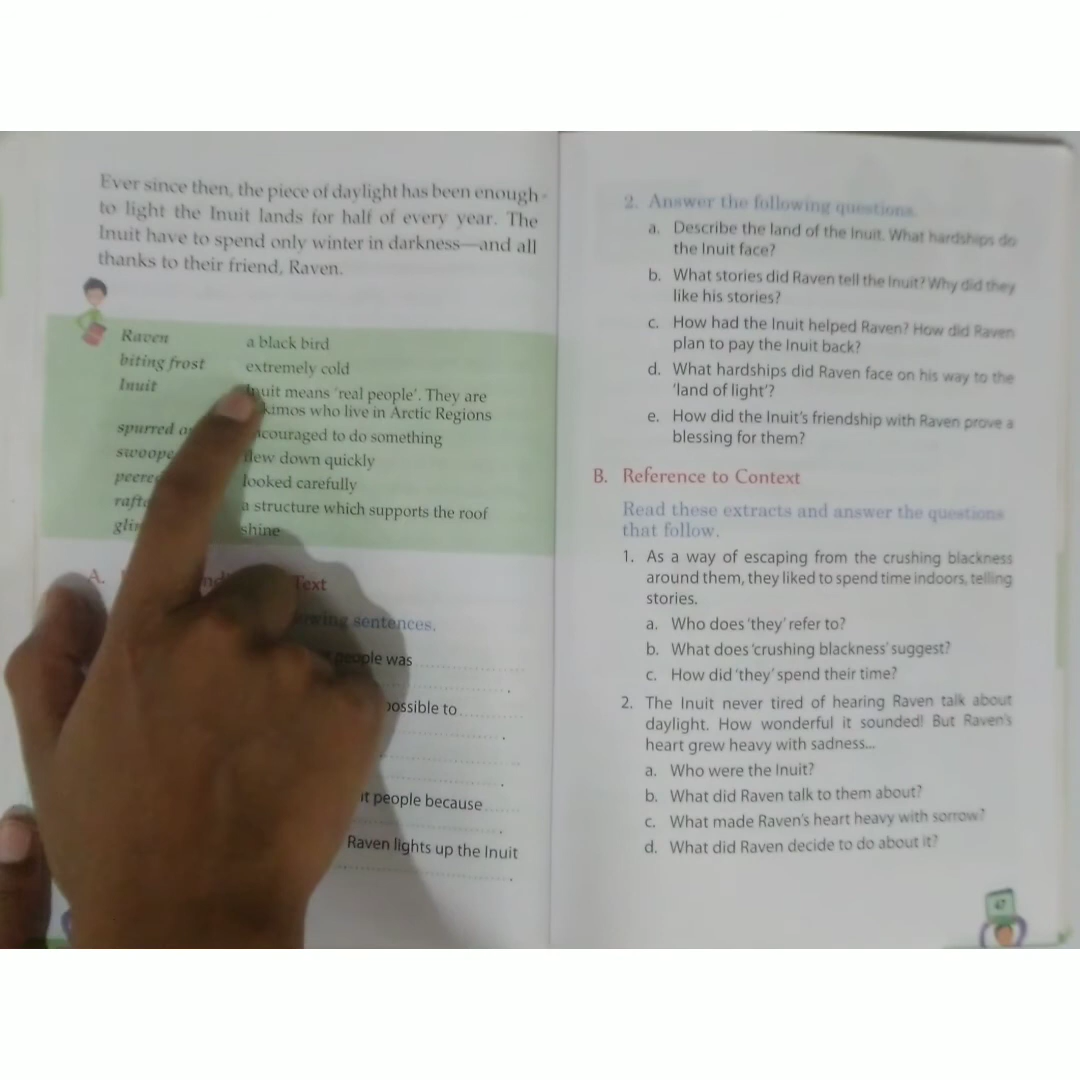 Ever since then, the piece of daylight has been enough
to light the Inuit lands for half of every year. The
Inuit have to spend only winter in darkness—and all
thanks to their friend, Raven.
Raven a black bird
biting frost extremely cold
Inuit Inuit means 'real people'. They are
who live in Arctic Regions
spurred to do something
flew down quickly
looked carefully
a structure which supports the roof
shine
A. Text
sentences.
people was
to
people because
Raven lights up the Inuit
2. Answer the following questions.
a. Describe the land of the Inuit. What hardships do
the Inuit face?
b. What stories did Raven tell the Inuit? Why did they
like his stories?
c. How had the Inuit helped Raven? How did Raven
plan to pay the Inuit back?
d. What hardships did Raven face on his way to the
'land of light'?
e. How did the Inuit's friendship with Raven prove a
blessing for them?
B. Reference to Context
Read these extracts and answer the questions
that follow.
1. As a way of escaping from the crushing blackness
around them, they liked to spend time indoors, telling
stories.
a. Who does 'they' refer to?
b. What does 'crushing blackness' suggest?
c. How did 'they' spend their time?
2. The Inuit never tired of hearing Raven talk about
daylight. How wonderful it sounded! But Raven's
heart grew heavy with sadness...
a. Who were the Inuit?
b. What did Raven talk to them about?
c. What made Raven's heart heavy with sorrow?
d. What did Raven decide to do about it?
47